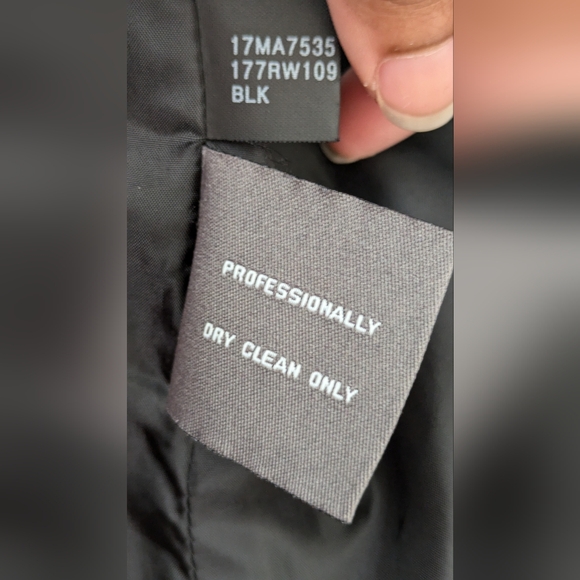 17MA7535
177RW109
BLK
PROFESSIONALLY
DRY CLEAN ONLY